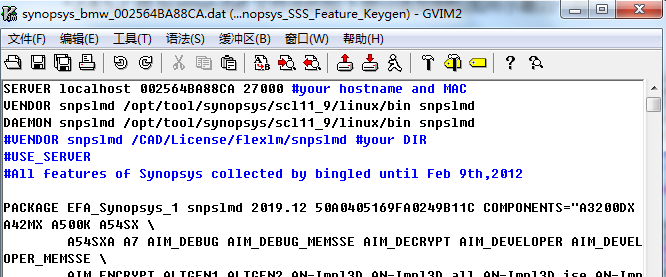 synopsys_bmw_002564BA88CA.dat (...nopsys_SSS_Feature_Keygen) - GVIM2
文件(F) 编辑(E) 工具(T) 语法(S) 缓冲区(B) 窗口(W) 帮助(H)
SERVER localhost 002564BA88CA 27000 #your hostname and MAC
VENDOR snpslmd /opt/tool/synopsys/scl11_9/linux/bin snpslmd
DAEMON snpslmd /opt/tool/synopsys/scl11_9/linux/bin snpslmd
#VENDOR snpslmd /CAD/License/flexlm/snpslmd #your DIR
#USE_SERVER
#All features of Synopsys collected by bingled until Feb 9th,2012
PACKAGE EFA_Synopsys_1 snpslmd 2019.12 50A0405169FA0249B11C COMPONENTS="A3200DX
A42MX A500K A54SX \
A54SXA A7 AIM_DEBUG AIM_DEBUG_MEMSSE AIM_DECRYPT AIM_DEVELOPER AIM_DEVEL
OPER_MEMSSE \
AIM_ENCRYPT ALTGEN1 ALTGEN2 AN-Impl3D AN-Impl3D_all AN-Impl3D_ise AN-Imp